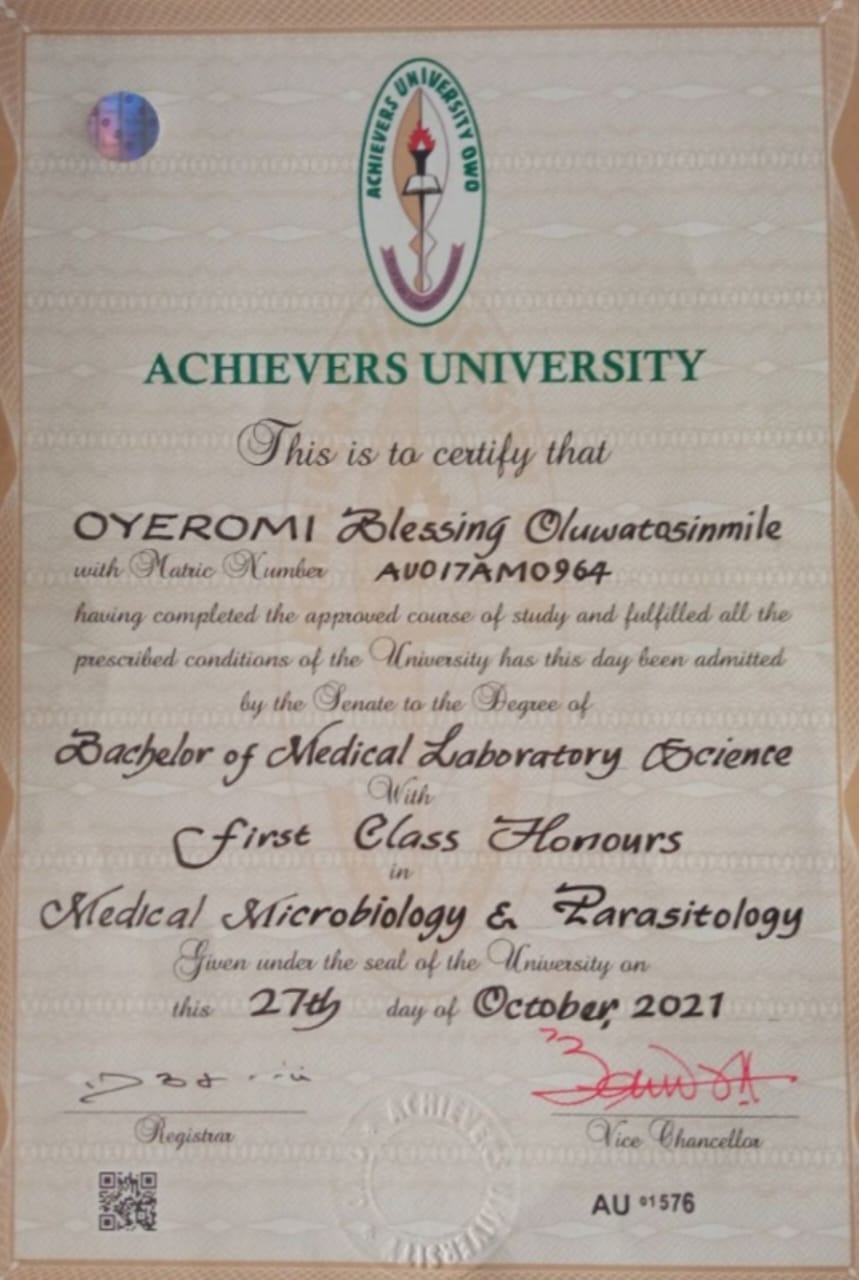 ACHIEVERS UNIVERSITY OWO
ACHIEVERS UNIVERSITY
This is to certify that
OYEROMI Blessing Oluwatosinmile
with Matric Number AU017AM0964
having completed the approved course of study and fulfilled all the
prescribed conditions of the University has this day been admitted
by the Senate to the Degree of
Bachelor of Medical Laboratory Science
With
First Class Honours
in
Medical Microbiology & Parasitology
Given under the seal of the University on
this 27th day of October, 2021
Registrar
Vice Chancellor
ACHIEVERS UNIVERSITY
AU 01576